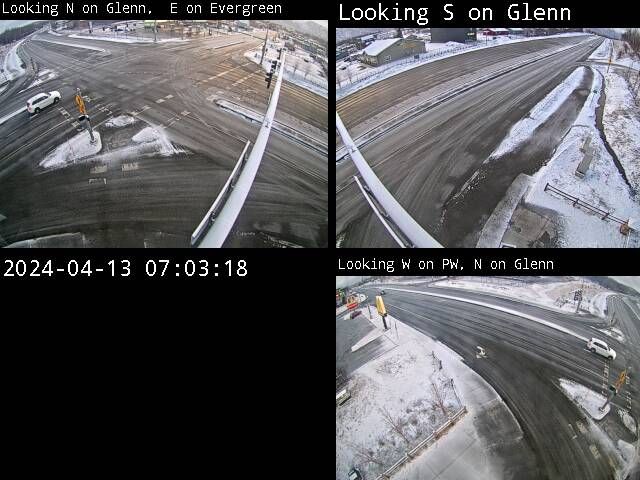 Looking N on Glenn,  E on Evergreen
Looking S on Glenn
2024-04-13 07:03:18
Looking W on PW, N on Glenn